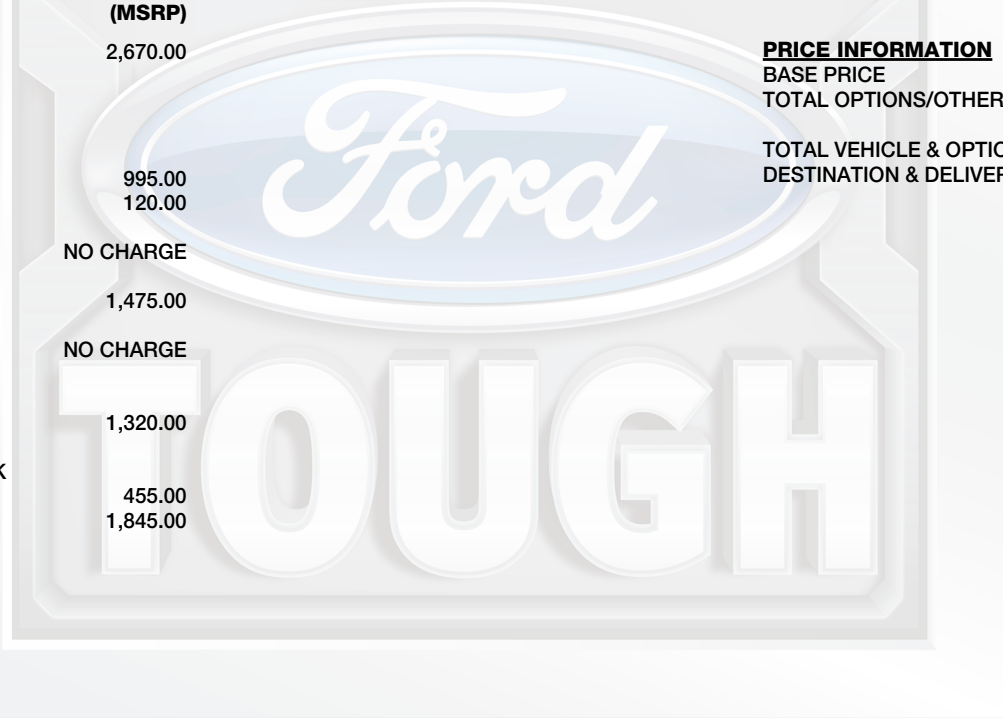 (MSRP)
2,670.00
995.00
120.00
NO CHARGE
1,475.00
NO CHARGE
1,320.00
K
455.00
1,845.00
PRICE INFORMATION
BASE PRICE
TOTAL OPTIONS/OTHER
TOTAL VEHICLE & OPTIO
DESTINATION & DELIVER
Ford
TOUGH